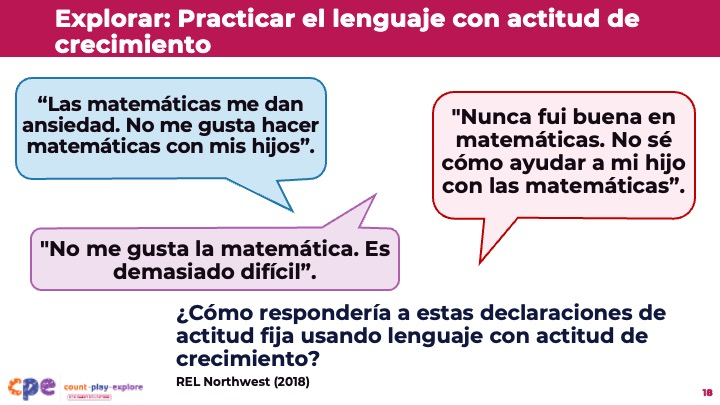 Explorar: Practicar el lenguaje con actitud de
crecimiento
“Las matemáticas me dan
ansiedad. No me gusta hacer
matemáticas con mis hijos”.
"Nunca fui buena en
matemáticas. No sé
cómo ayudar a mi hijo
con las matemáticas”.
"No me gusta la matemática. Es
demasiado difícil”.
¿Cómo respondería a estas declaraciones de
actitud fija usando lenguaje con actitud de
crecimiento?
REL Northwest (2018)
cpe count-play-explore
18